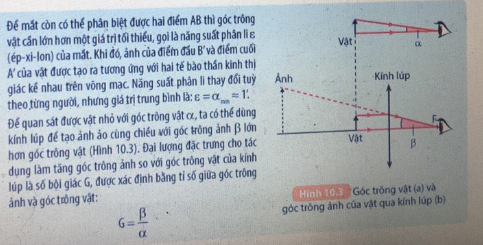 Để mắt còn có thể phân biệt được hai điểm AB thì góc trông
vật cần lớn hơn một giá trị tối thiểu, gọi là năng suất phân li ε
(ép-xi-lon) của mắt. Khi đó, ảnh của điểm đầu B' và điểm cuối
A' của vật được tạo ra tương ứng với hai tế bào thần kinh thị
giác kế nhau trên võng mạc. Năng suất phân li thay đổi tuỳ
theo từng người, nhưng giá trị trung bình là: ε = α min ≈ 1'.
Để quan sát được vật nhỏ với góc trông vật α, ta có thể dùng
kính lúp để tạo ảnh ảo cùng chiều với góc trông ảnh β lớn
hơn góc trông vật (Hình 10.3). Đại lượng đặc trưng cho tác
dụng làm tăng góc trông ảnh so với góc trông vật của kính
lúp là số bội giác G, được xác định bằng tỉ số giữa góc trông
ảnh và góc trông vật:
G = β/α
Vật
α
Ảnh
Kính lúp
F
Vật
β
Hình 10.3 Góc trông vật (a) và
góc trông ảnh của vật qua kính lúp (b)